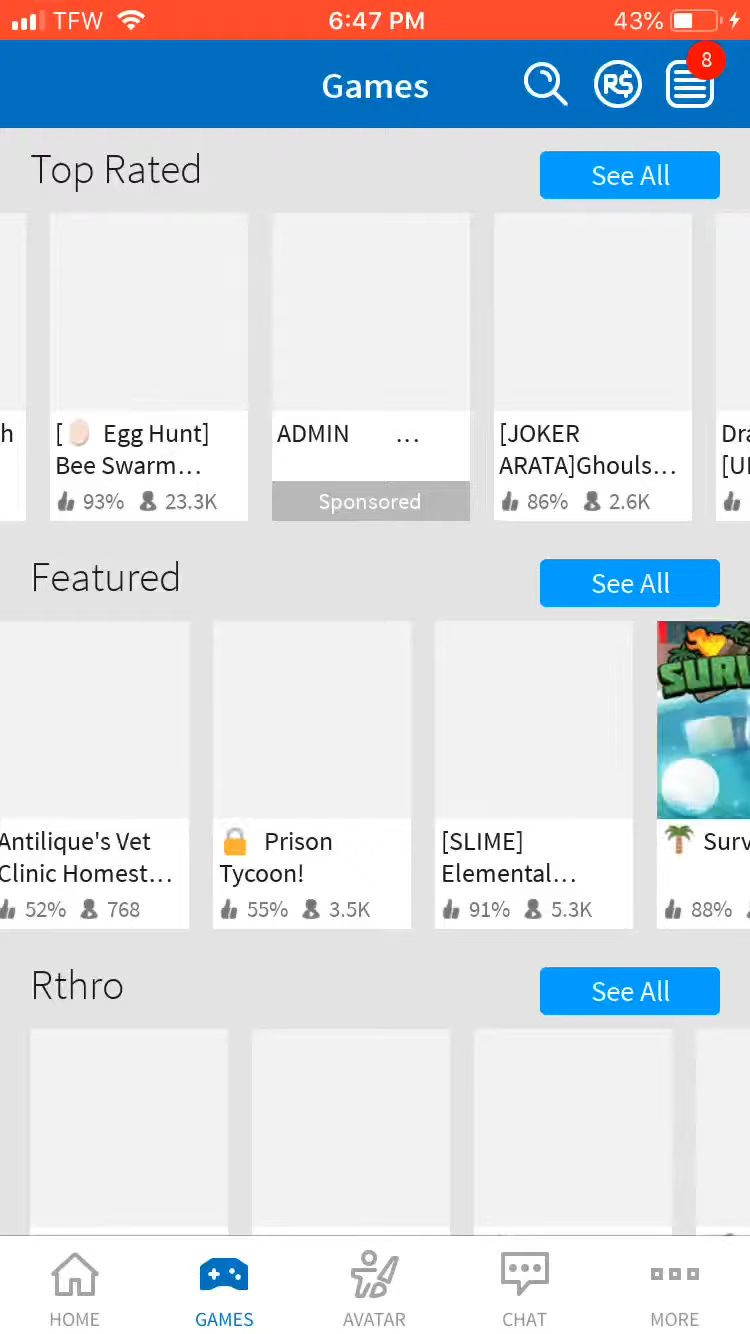 TFW 6:47 PM 43%
Games R$ 8
Top Rated See All
h
[🥚 Egg Hunt]
Bee Swarm...
93% 23.3K
ADMIN ...
Sponsored
[JOKER
ARATA]Ghouls...
86% 2.6K
Dra
[U
Featured See All
Antilique's Vet
Clinic Homest...
52% 768
🔒 Prison
Tycoon!
55% 3.5K
[SLIME]
Elemental...
91% 5.3K
SURV
🌴 Surv
88%
Rthro See All
HOME GAMES AVATAR CHAT MORE